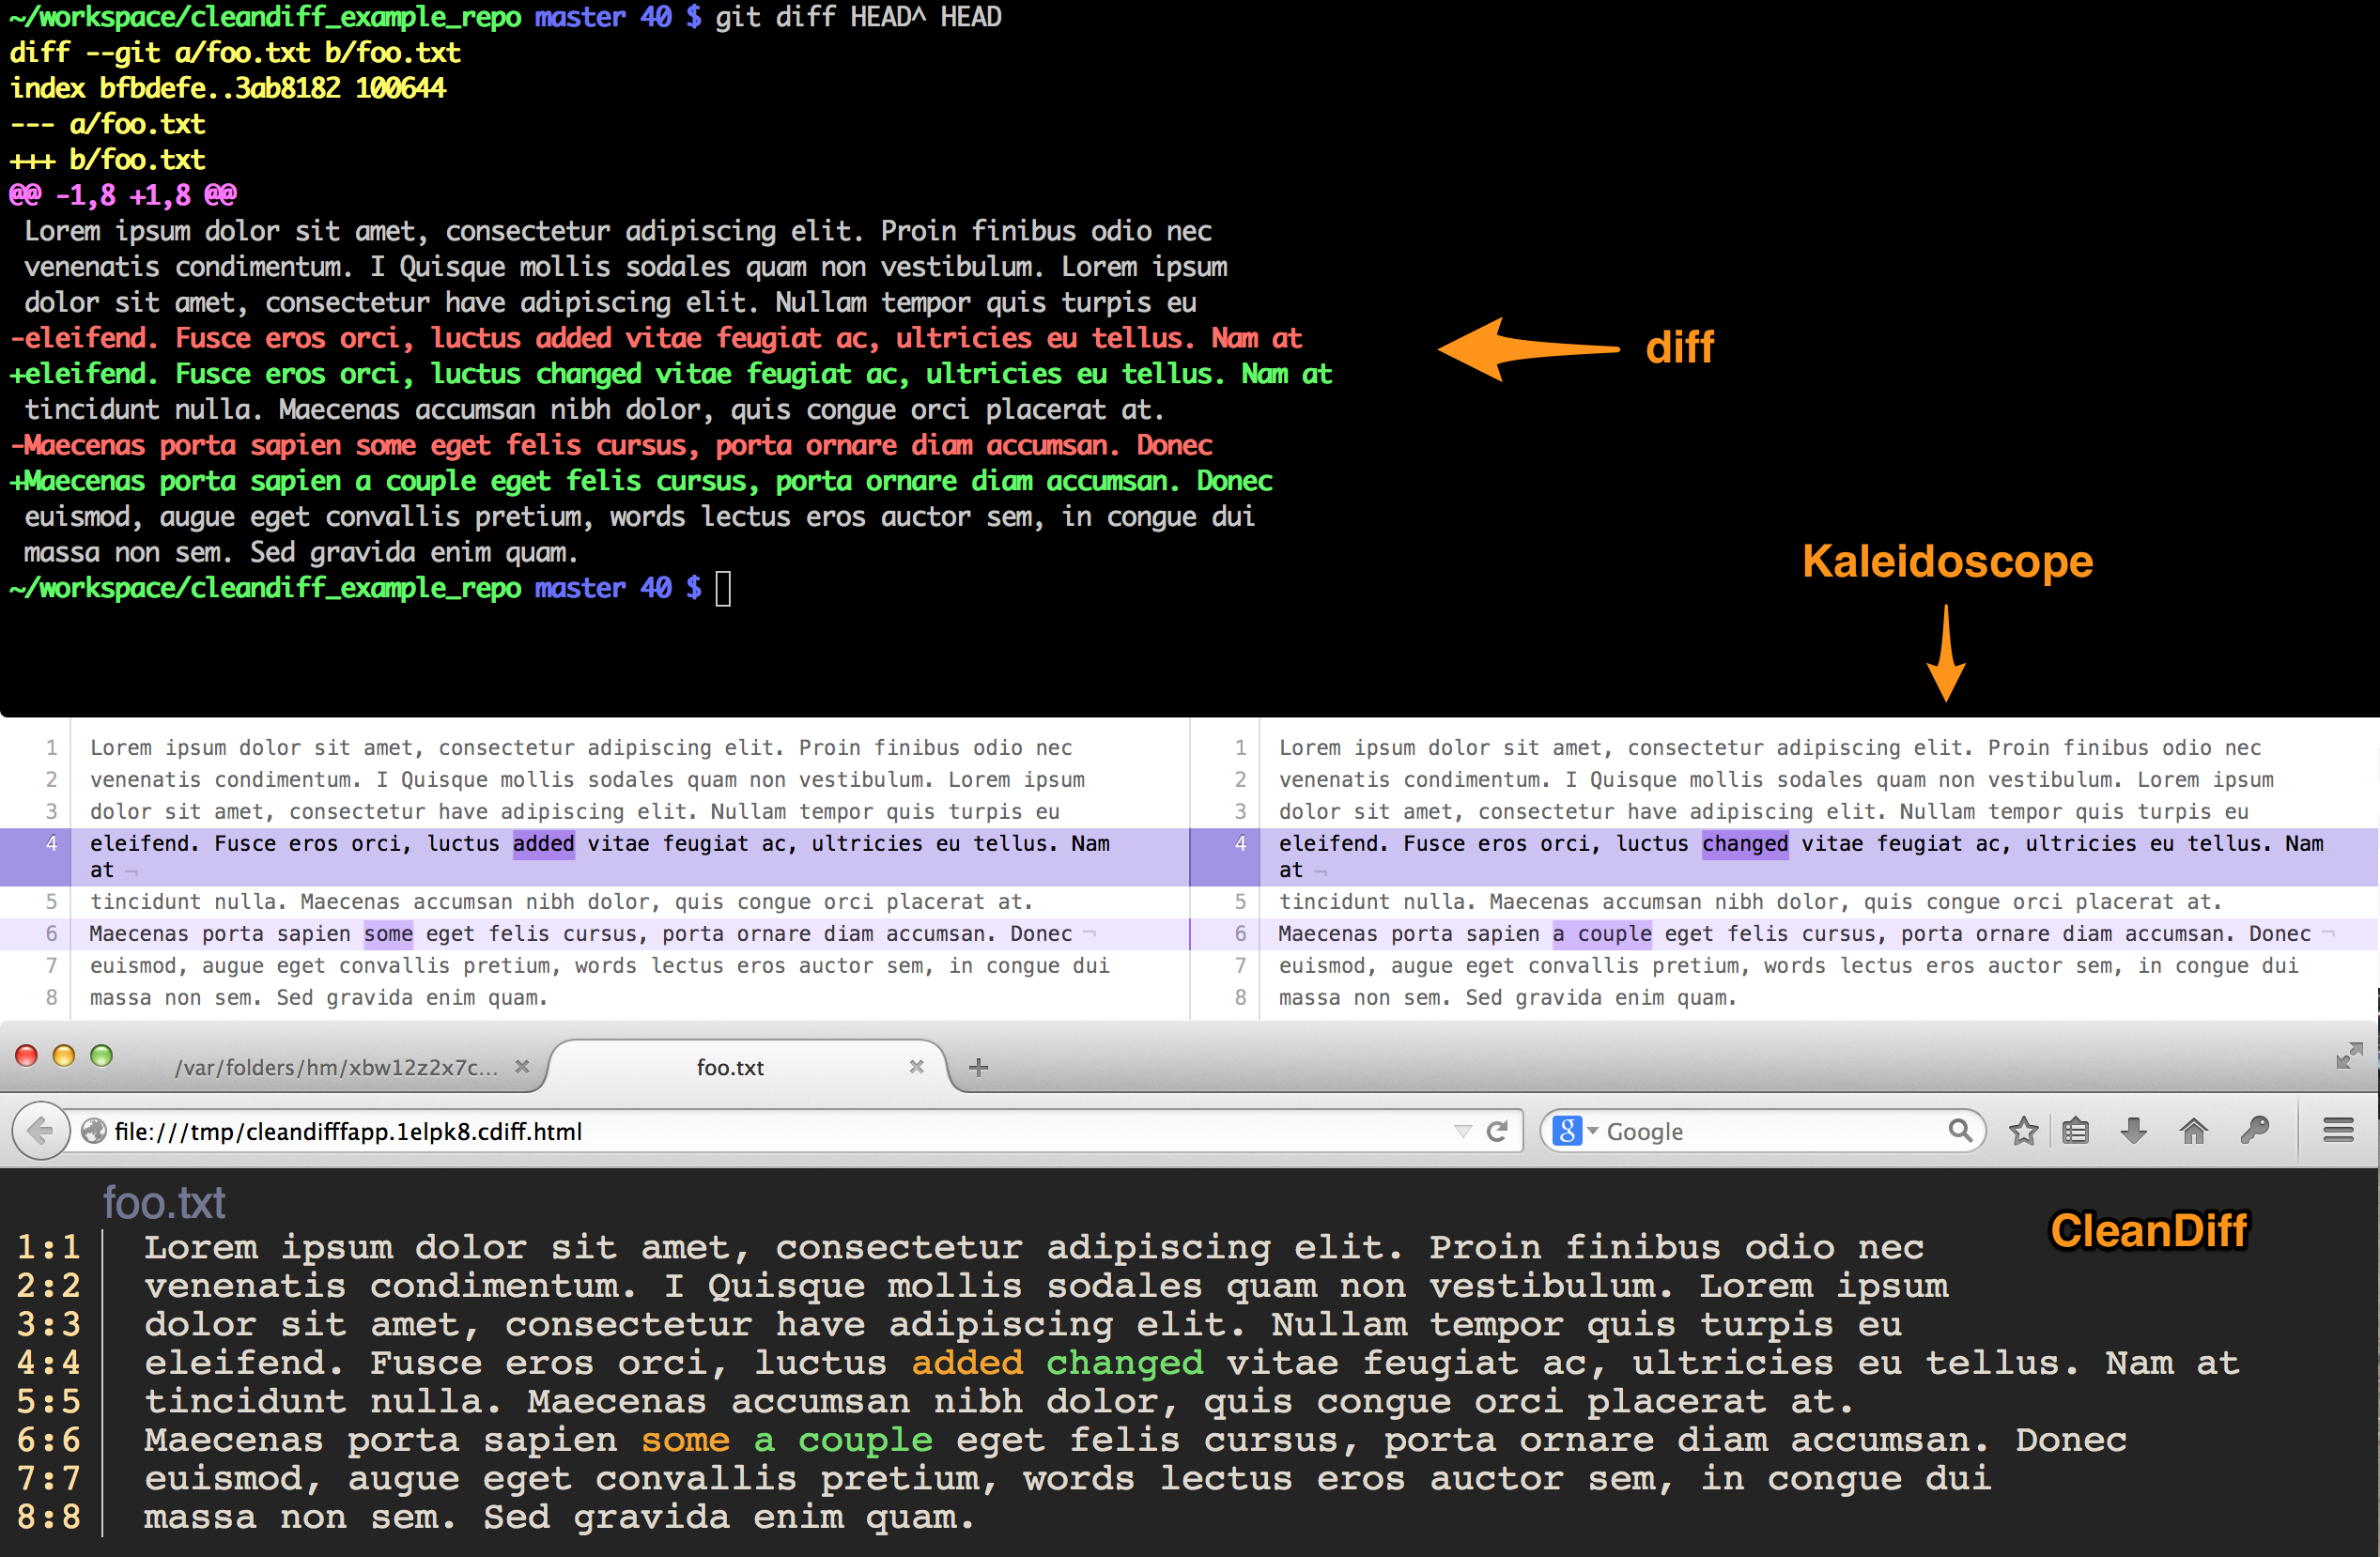 ~/workspace/cleandiff_example_repo master 40 $ git diff HEAD^ HEAD
diff --git a/foo.txt b/foo.txt
index bfbdefe..3ab8182 100644
--- a/foo.txt
+++ b/foo.txt
@@ -1,8 +1,8 @@
 Lorem ipsum dolor sit amet, consectetur adipiscing elit. Proin finibus odio nec
 venenatis condimentum. I Quisque mollis sodales quam non vestibulum. Lorem ipsum
 dolor sit amet, consectetur have adipiscing elit. Nullam tempor quis turpis eu
-eleifend. Fusce eros orci, luctus added vitae feugiat ac, ultricies eu tellus. Nam at
diff
+eleifend. Fusce eros orci, luctus changed vitae feugiat ac, ultricies eu tellus. Nam at
 tincidunt nulla. Maecenas accumsan nibh dolor, quis congue orci placerat at.
-Maecenas porta sapien some eget felis cursus, porta ornare diam accumsan. Donec
+Maecenas porta sapien a couple eget felis cursus, porta ornare diam accumsan. Donec
 euismod, augue eget convallis pretium, words lectus eros auctor sem, in congue dui
 massa non sem. Sed gravida enim quam.
~/workspace/cleandiff_example_repo master 40 $
Kaleidoscope
1 Lorem ipsum dolor sit amet, consectetur adipiscing elit. Proin finibus odio nec
2 venenatis condimentum. I Quisque mollis sodales quam non vestibulum. Lorem ipsum
3 dolor sit amet, consectetur have adipiscing elit. Nullam tempor quis turpis eu
4 eleifend. Fusce eros orci, luctus added vitae feugiat ac, ultricies eu tellus. Nam
at ¬
5 tincidunt nulla. Maecenas accumsan nibh dolor, quis congue orci placerat at.
6 Maecenas porta sapien some eget felis cursus, porta ornare diam accumsan. Donec ¬
7 euismod, augue eget convallis pretium, words lectus eros auctor sem, in congue dui
8 massa non sem. Sed gravida enim quam.
1 Lorem ipsum dolor sit amet, consectetur adipiscing elit. Proin finibus odio nec
2 venenatis condimentum. I Quisque mollis sodales quam non vestibulum. Lorem ipsum
3 dolor sit amet, consectetur have adipiscing elit. Nullam tempor quis turpis eu
4 eleifend. Fusce eros orci, luctus changed vitae feugiat ac, ultricies eu tellus. Nam
at ¬
5 tincidunt nulla. Maecenas accumsan nibh dolor, quis congue orci placerat at.
6 Maecenas porta sapien a couple eget felis cursus, porta ornare diam accumsan. Donec ¬
7 euismod, augue eget convallis pretium, words lectus eros auctor sem, in congue dui
8 massa non sem. Sed gravida enim quam.
/var/folders/hm/xbw12z2x7c...
foo.txt
file:///tmp/cleandifffapp.1elpk8.cdiff.html
g Google
foo.txt
CleanDiff
1:1 Lorem ipsum dolor sit amet, consectetur adipiscing elit. Proin finibus odio nec
2:2 venenatis condimentum. I Quisque mollis sodales quam non vestibulum. Lorem ipsum
3:3 dolor sit amet, consectetur have adipiscing elit. Nullam tempor quis turpis eu
4:4 eleifend. Fusce eros orci, luctus added changed vitae feugiat ac, ultricies eu tellus. Nam at
5:5 tincidunt nulla. Maecenas accumsan nibh dolor, quis congue orci placerat at.
6:6 Maecenas porta sapien some a couple eget felis cursus, porta ornare diam accumsan. Donec
7:7 euismod, augue eget convallis pretium, words lectus eros auctor sem, in congue dui
8:8 massa non sem. Sed gravida enim quam.